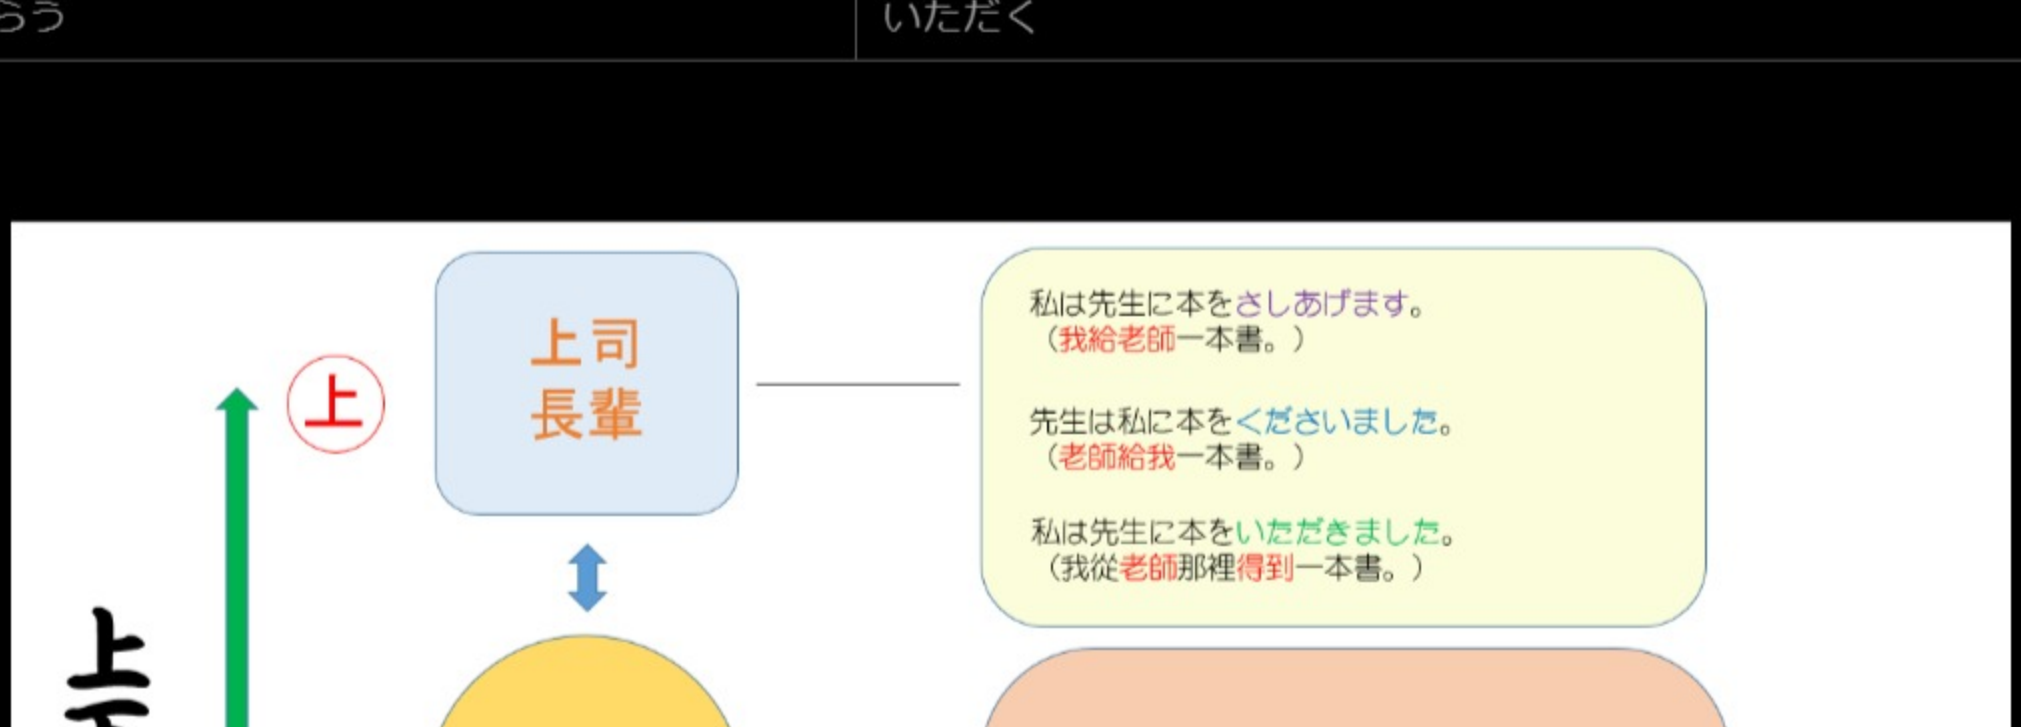 らう
いただく
上
上司
長輩
私は先生に本をさしあげます。
（我給老師一本書。）
先生は私に本をくださいました。
（老師給我一本書。）
私は先生に本をいただきました。
（我從老師那裡得到一本書。）
上